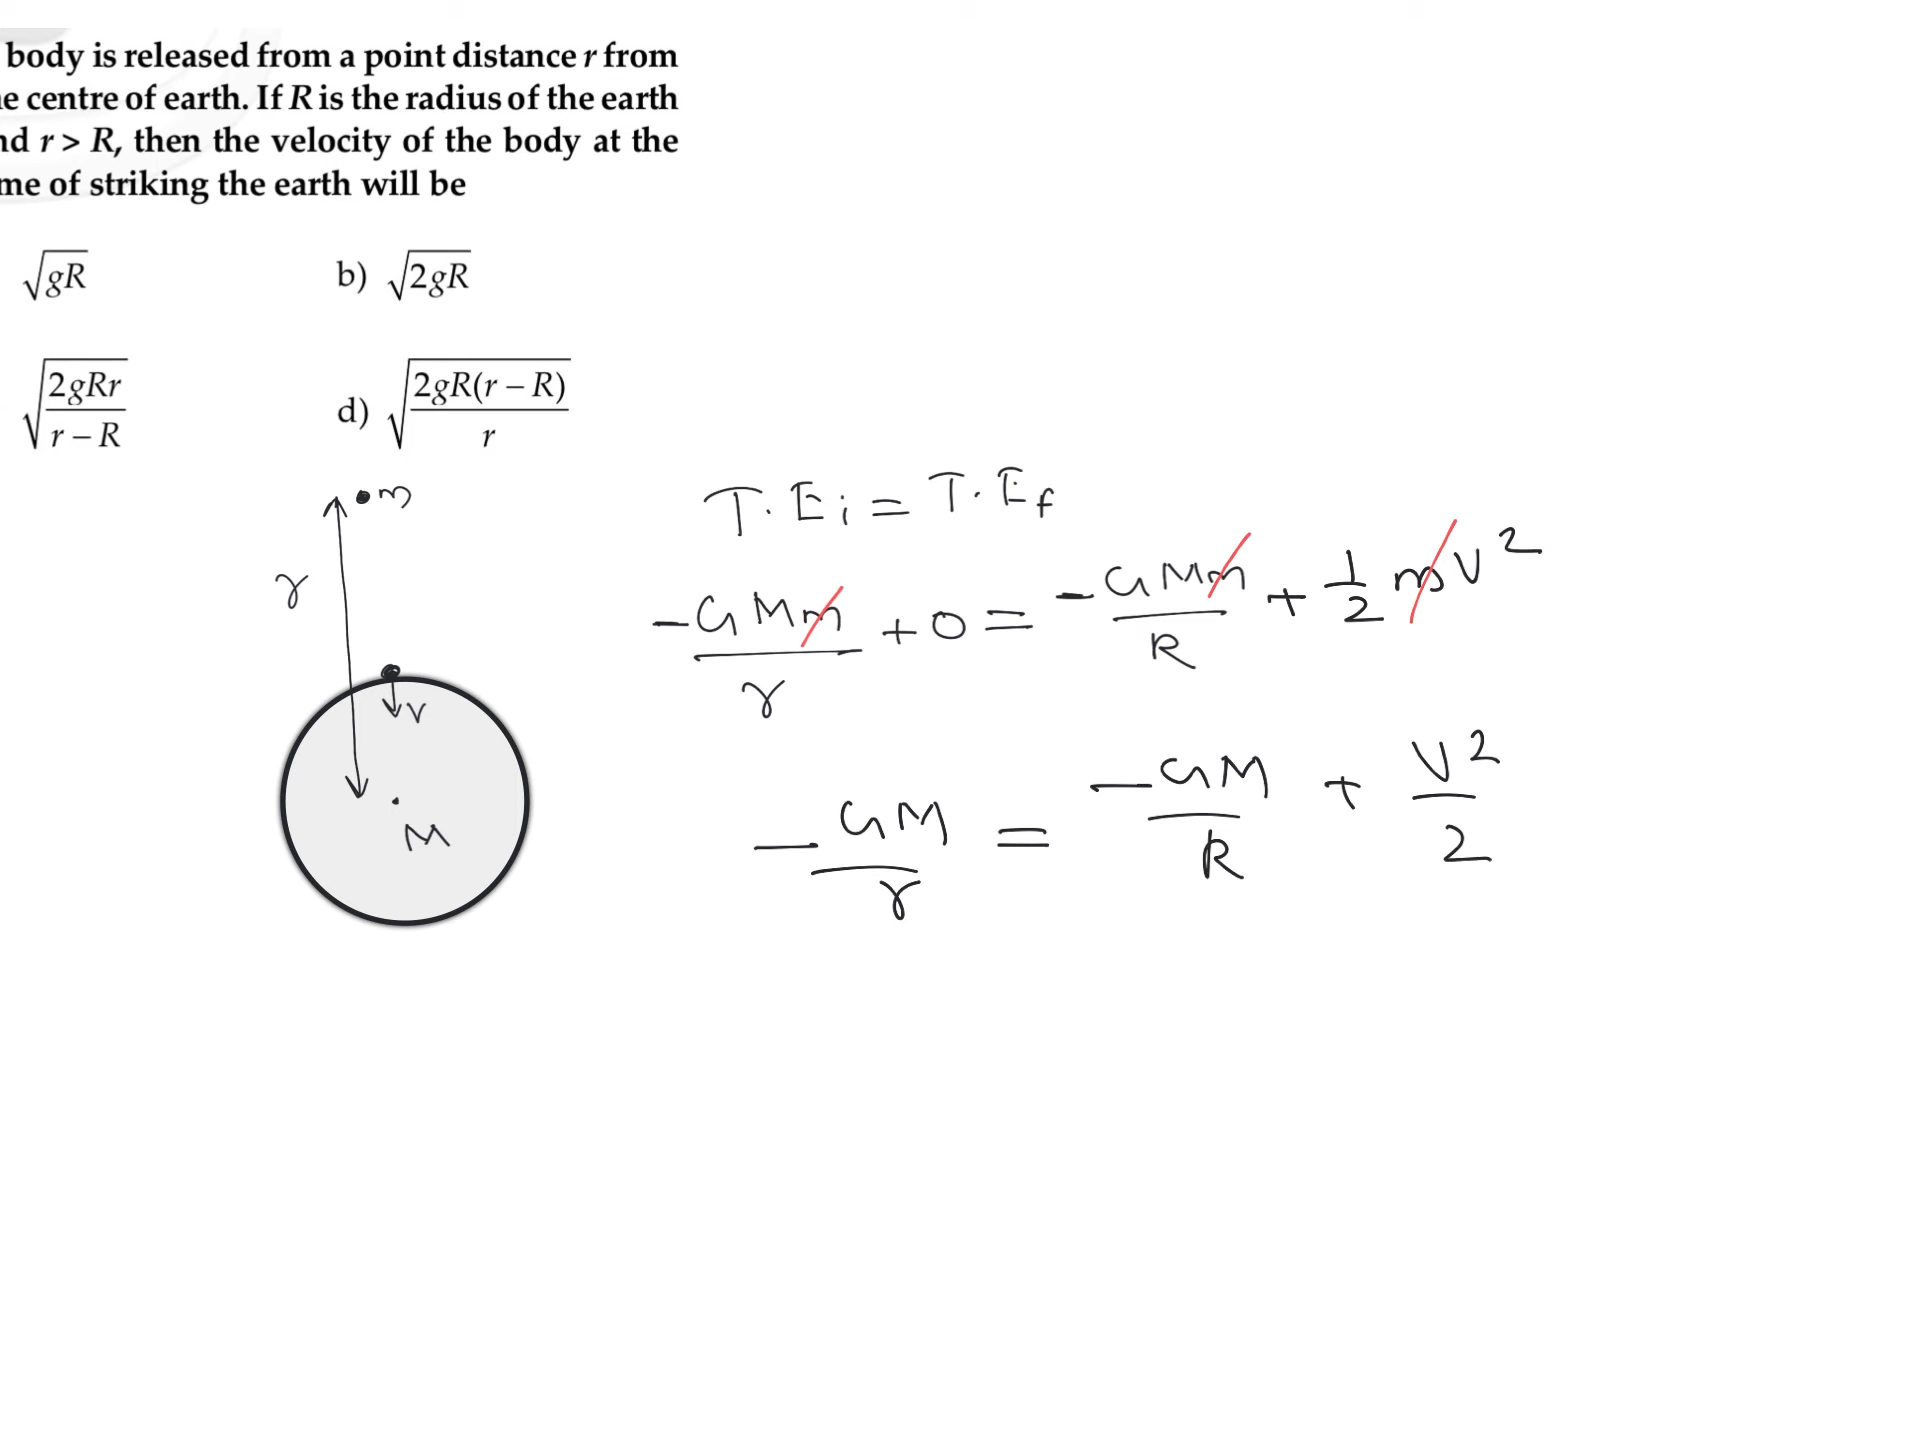 body is released from a point distance r from
e centre of earth. If R is the radius of the earth
nd r > R, then the velocity of the body at the
me of striking the earth will be
√gR b) √2gR
√(2gRr / (r – R)) d) √(2gR(r – R) / r)
m
r
v
M
T.Ei = T.Ef
-GMm/r + 0 = -GMm/R + 1/2 mv²
-GM/r = -GM/R + v²/2